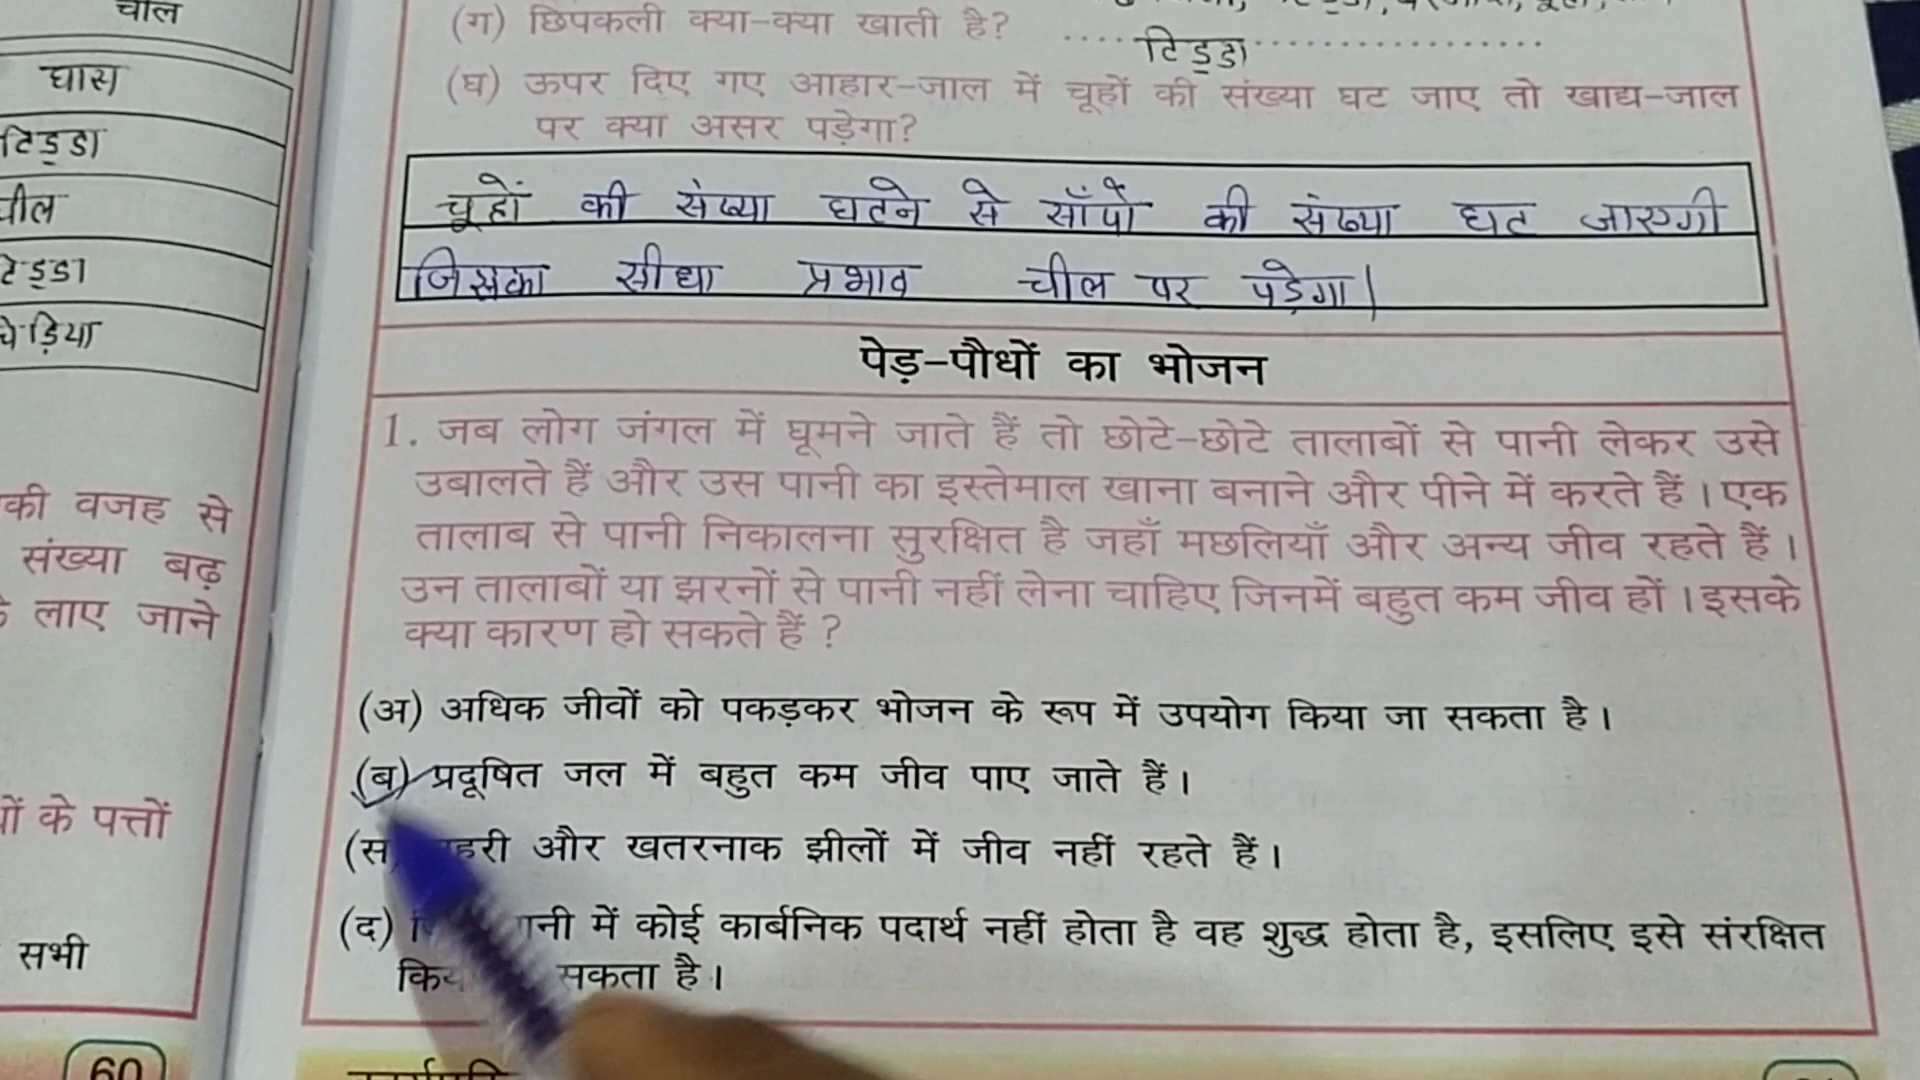 चील
घास
टिड्डा
चील
टिड्डा
चिड़िया
की वजह से
संख्या बढ़
के लाए जाने
के पत्तों
सभी
60
(ग) छिपकली क्या-क्या खाती है?
टिड्डा
(घ) ऊपर दिए गए आहार-जाल में चूहों की संख्या घट जाए तो खाद्य-जाल
पर क्या असर पड़ेगा?
चूहों की संख्या घटने से साँपों की संख्या घट जाएगी
जिसका सीधा प्रभाव चील पर पड़ेगा।
पेड़-पौधों का भोजन
1. जब लोग जंगल में घूमने जाते हैं तो छोटे-छोटे तालाबों से पानी लेकर उसे
उबालते हैं और उस पानी का इस्तेमाल खाना बनाने और पीने में करते हैं। एक
तालाब से पानी निकालना सुरक्षित है जहाँ मछलियाँ और अन्य जीव रहते हैं।
उन तालाबों या झरनों से पानी नहीं लेना चाहिए जिनमें बहुत कम जीव हों। इसके
क्या कारण हो सकते हैं ?
(अ) अधिक जीवों को पकड़कर भोजन के रूप में उपयोग किया जा सकता है।
(ब) प्रदूषित जल में बहुत कम जीव पाए जाते हैं।
(स) और खतरनाक झीलों में जीव नहीं रहते हैं।
(द) में कोई कार्बनिक पदार्थ नहीं होता है वह शुद्ध होता है, इसलिए इसे संरक्षित
सकता है।